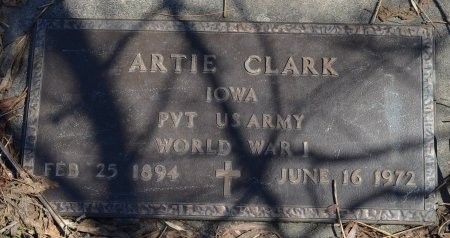 ARTIE CLARK
IOWA
PVT US ARMY
WORLD WAR I
FEB 25 1894 JUNE 16 1972